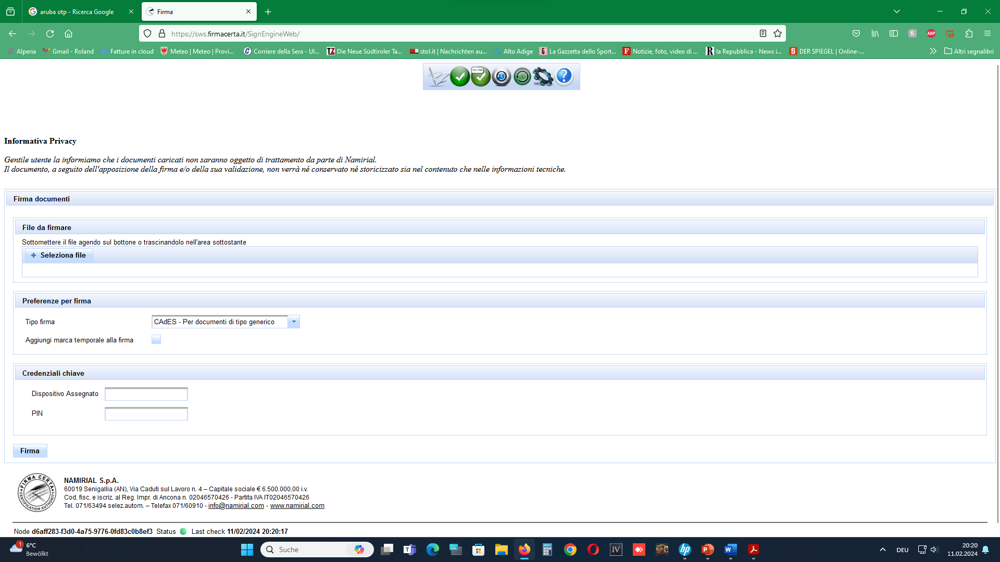 aruba otp - Ricerca Google
Firma
https://sws.firmacerta.it/SignEngineWeb/
Alperia
Gmail - Roland
Fatture in cloud
Meteo | Meteo | Provi...
Corriere della Sera - Ul...
Die Neue Südtiroler Ta...
stol.it | Nachrichten au...
Alto Adige
La Gazzetta dello Sport...
Notizie, foto, video di ...
la Repubblica - News i...
DER SPIEGEL | Online-...
Altri segnalibri
CIE / CNS
Informativa Privacy
Gentile utente la informiamo che i documenti caricati non saranno oggetto di trattamento da parte di Namirial.
Il documento, a seguito dell'apposizione della firma e/o della sua validazione, non verrà né conservato né storicizzato sia nel contenuto che nelle informazioni tecniche.
Firma documenti
File da firmare
Sottomettere il file agendo sul bottone o trascinandolo nell'area sottostante
Seleziona file
Preferenze per firma
Tipo firma
CAdES - Per documenti di tipo generico
Aggiungi marca temporale alla firma
Credenziali chiave
Dispositivo Assegnato
PIN
Firma
FIRMA CERTA
CERTIFICATION AUTHORITY
NAMIRIAL S.p.A.
60019 Senigallia (AN), Via Caduti sul Lavoro n. 4 – Capitale sociale € 6.500.000,00 i.v.
Cod. fisc. e iscriz. al Reg. Impr. di Ancona n. 02046570426 - Partita IVA IT02046570426
Tel. 071/63494 selez.autom. – Telefax 071/60910 - info@namirial.com - www.namirial.com
Node d6aff283-f3d0-4a75-9776-0fd83c0b8ef3 Status Last check 11/02/2024 20:20:17
1
6°C
Bewölkt
Suche
DEU
20:20
11.02.2024